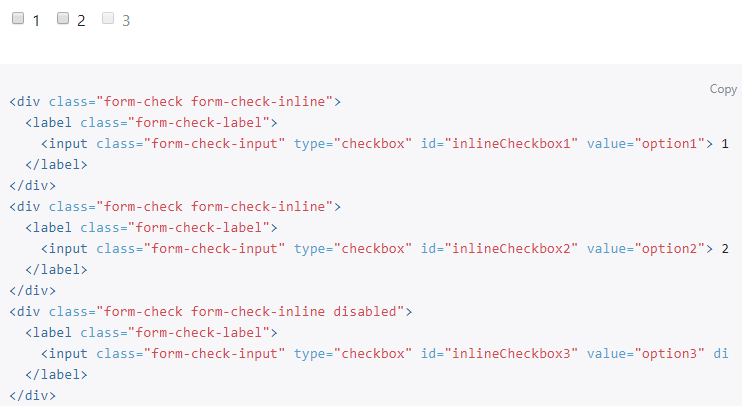 1 2 3
Copy
<div class="form-check form-check-inline">
  <label class="form-check-label">
    <input class="form-check-input" type="checkbox" id="inlineCheckbox1" value="option1"> 1
  </label>
</div>
<div class="form-check form-check-inline">
  <label class="form-check-label">
    <input class="form-check-input" type="checkbox" id="inlineCheckbox2" value="option2"> 2
  </label>
</div>
<div class="form-check form-check-inline disabled">
  <label class="form-check-label">
    <input class="form-check-input" type="checkbox" id="inlineCheckbox3" value="option3" di
  </label>
</div>